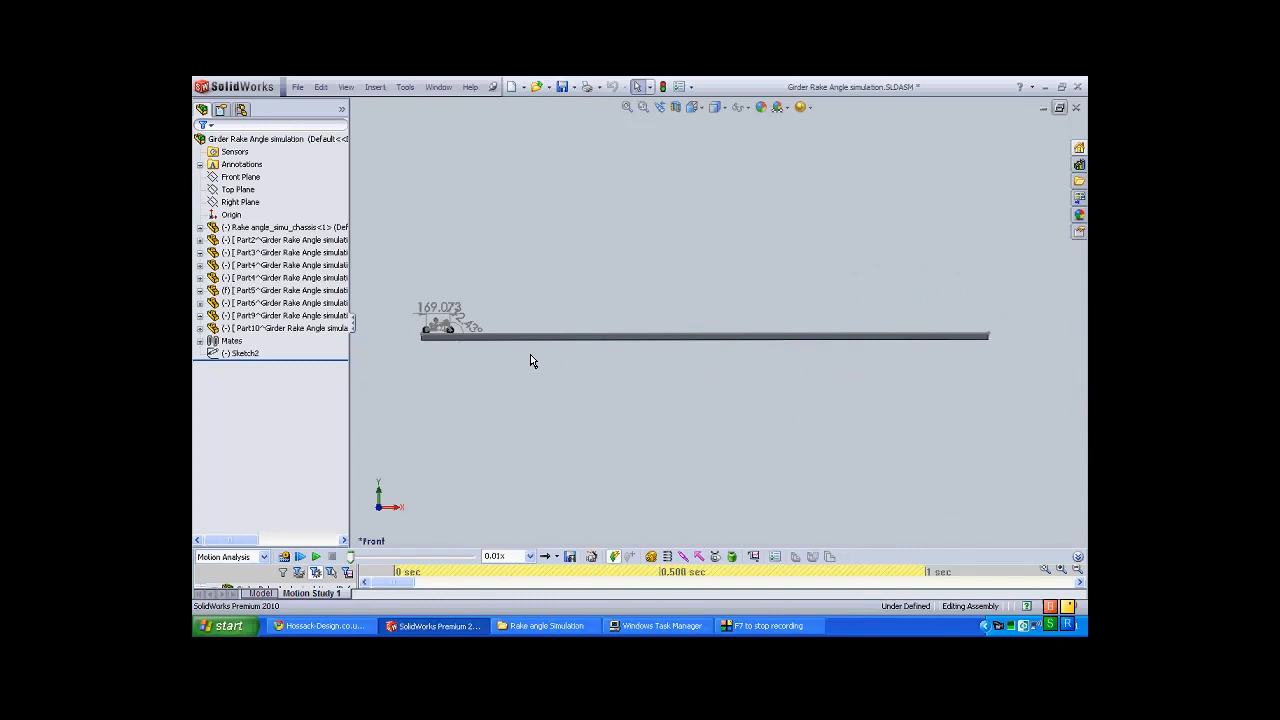 SolidWorks File Edit View Insert Tools Window Help Girder Rake Angle simulation.SLDASM *
Girder Rake Angle simulation (Default<<D
Sensors
Annotations
Front Plane
Top Plane
Right Plane
Origin
(-) Rake angle_simu_chassis<1> (Def
(-) [ Part2^Girder Rake Angle simulati
(-) [ Part3^Girder Rake Angle simulati
(-) [ Part4^Girder Rake Angle simulati
(-) [ Part4^Girder Rake Angle simulati
(f) [ Part5^Girder Rake Angle simulati
(-) [ Part6^Girder Rake Angle simulati
(-) [ Part9^Girder Rake Angle simulati
(-) [ Part10^Girder Rake Angle simula
Mates
(-) Sketch2
169.073
Y
X
*Front
Motion Analysis 0.01x
0 sec 0.500 sec 1 sec
Model Motion Study 1
SolidWorks Premium 2010 Under Defined Editing Assembly
start Hossack-Design.co.u... SolidWorks Premium 2... Rake angle Simulation Windows Task Manager F7 to stop recording S R